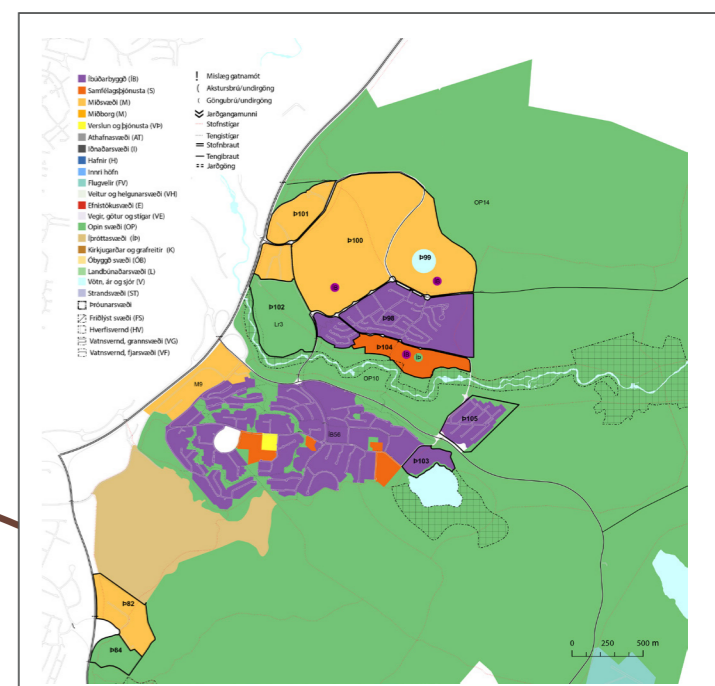 Íbúðarbyggð (ÍB)
Samfélagsþjónusta (S)
Miðsvæði (M)
Miðborg (M)
Verslun og þjónusta (VÞ)
Athafnasvæði (AT)
Iðnaðarsvæði (I)
Hafnir (H)
Innri höfn
Flugvellir (FV)
Veitur og helgunarsvæði (VH)
Efnistökusvæði (E)
Vegir, götur og stígar (VE)
Opin svæði (OP)
Íþróttasvæði (ÍÞ)
Kirkjugarðar og grafreitir (K)
Óbyggð svæði (ÓB)
Landbúnaðarsvæði (L)
Vötn, ár og sjór (V)
Strandsvæði (ST)
Þróunarsvæði
Friðlýst svæði (FS)
Hverfisvernd (HV)
Vatnsvernd, grannsvæði (VG)
Vatnsvernd, fjarsvæði (VF)
Mislæg gatnamót
Akstursbrú/undirgöng
Göngubrú/undirgöng
Jarðgangamunni
Stofnstígar
Tengistígar
Stofnbraut
Tengibraut
Jarðgöng
OP14
Þ101
Þ100
Þ99
Þ102
Lr3
Þ98
Þ104
OP10
M9
Þ105
ÍB56
Þ103
Þ82
Þ84
0 250 500 m